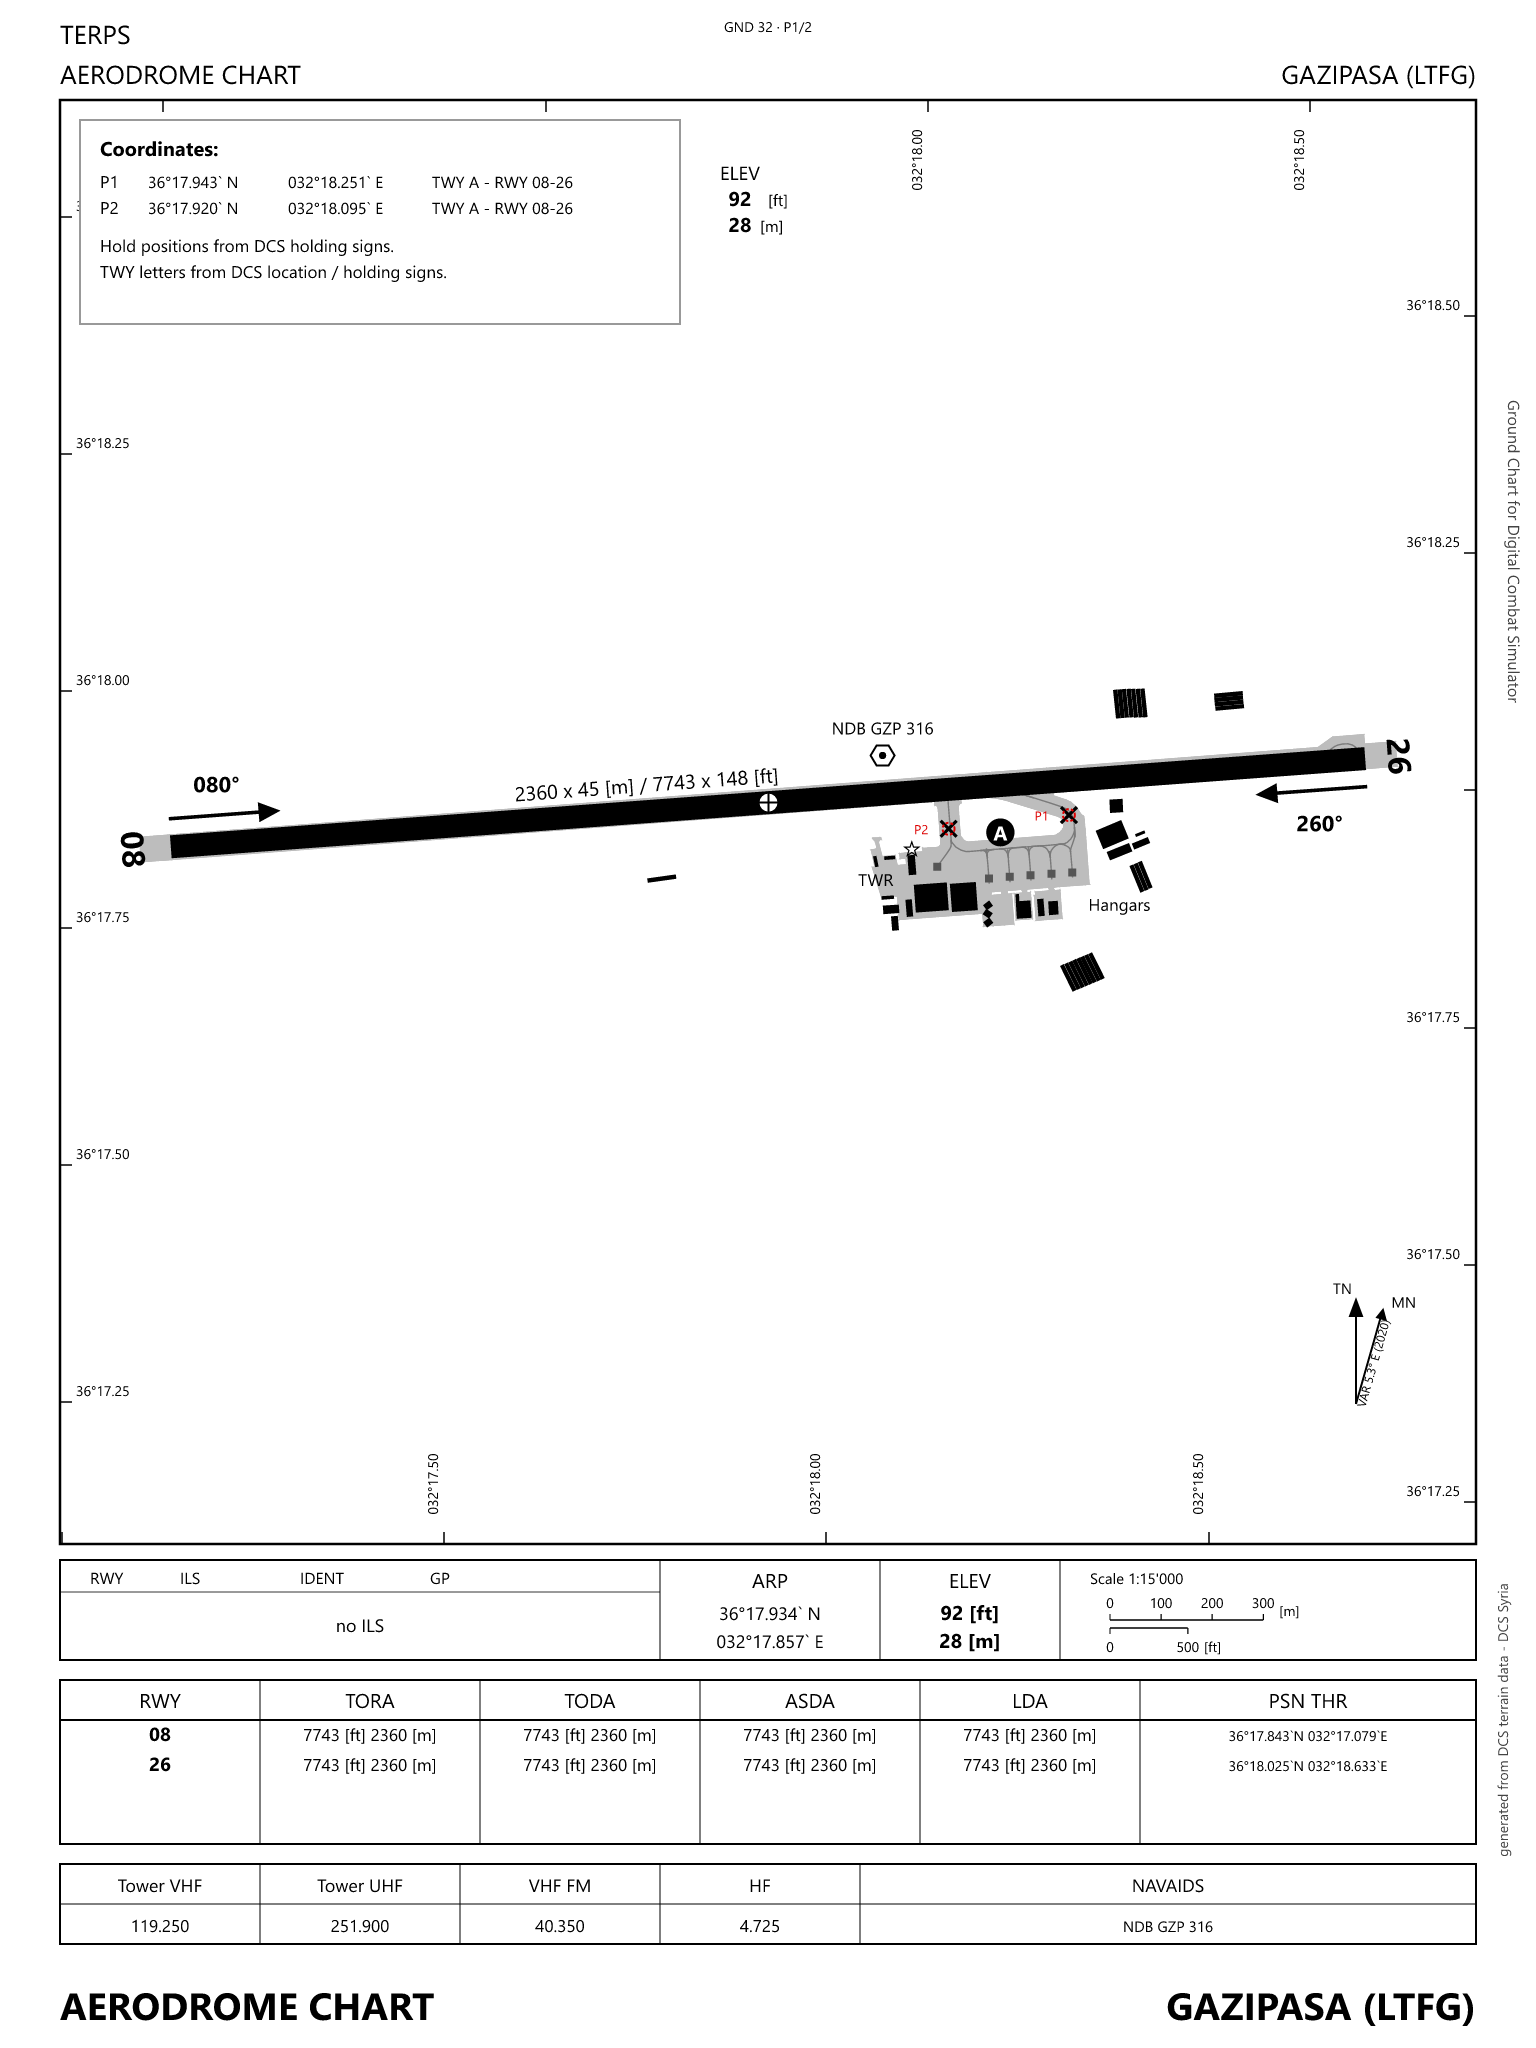 GND 32 · P1/2
TERPS
AERODROME CHART
GAZIPASA (LTFG)
Coordinates:
P1 36°17.943` N 032°18.251` E TWY A - RWY 08-26
P2 36°17.920` N 032°18.095` E TWY A - RWY 08-26
Hold positions from DCS holding signs.
TWY letters from DCS location / holding signs.
ELEV
92 [ft]
28 [m]
032°18.00
032°18.50
36°18.50
36°18.25
36°18.25
36°18.00
NDB GZP 316
2360 x 45 [m] / 7743 x 148 [ft]
080°
08
26
260°
P2
A
P1
TWR
Hangars
36°17.75
36°17.75
36°17.50
36°17.50
TN
MN
VAR 5.3° E (2020)
36°17.25
36°17.25
032°17.50
032°18.00
032°18.50
Ground Chart for Digital Combat Simulator
RWY ILS IDENT GP
no ILS
ARP
36°17.934` N
032°17.857` E
ELEV
92 [ft]
28 [m]
Scale 1:15'000
0 100 200 300 [m]
0 500 [ft]
RWY TORA TODA ASDA LDA PSN THR
08 7743 [ft] 2360 [m] 7743 [ft] 2360 [m] 7743 [ft] 2360 [m] 7743 [ft] 2360 [m] 36°17.843`N 032°17.079`E
26 7743 [ft] 2360 [m] 7743 [ft] 2360 [m] 7743 [ft] 2360 [m] 7743 [ft] 2360 [m] 36°18.025`N 032°18.633`E
generated from DCS terrain data - DCS Syria
Tower VHF Tower UHF VHF FM HF NAVAIDS
119.250 251.900 40.350 4.725 NDB GZP 316
AERODROME CHART
GAZIPASA (LTFG)